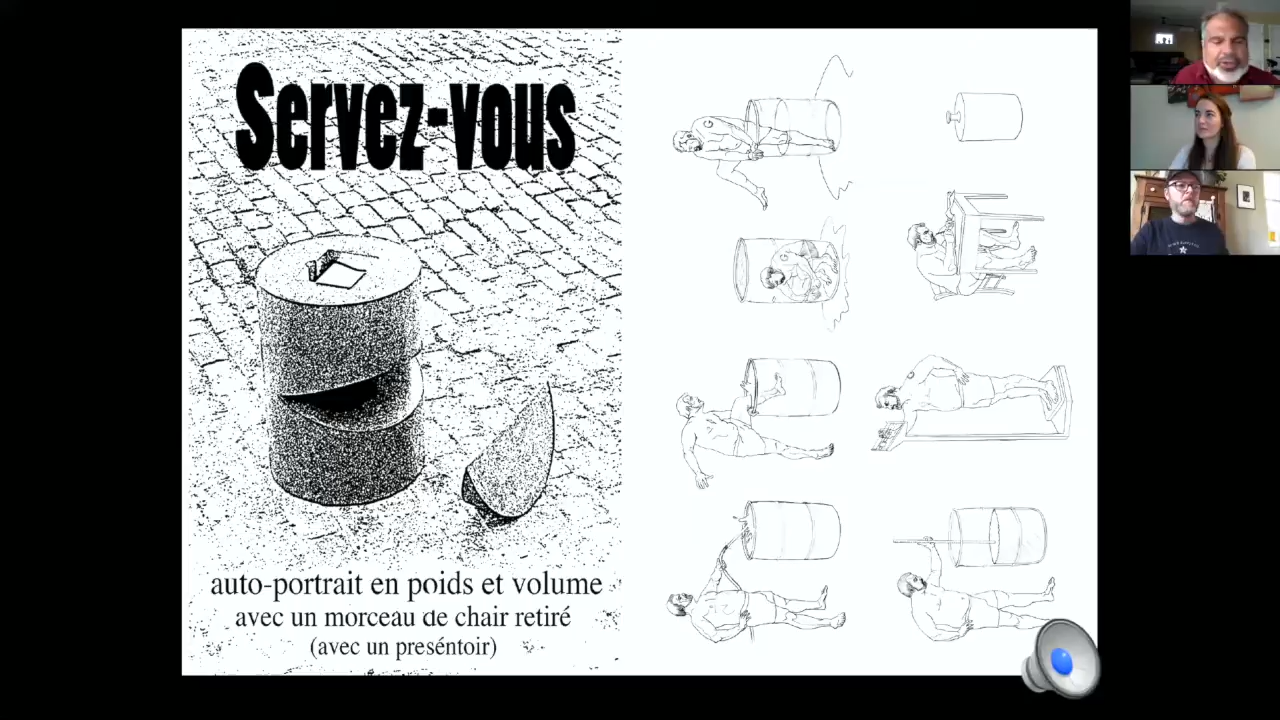 Servez-vous
auto-portrait en poids et volume
avec un morceau de chair retiré
(avec un preséntoir)